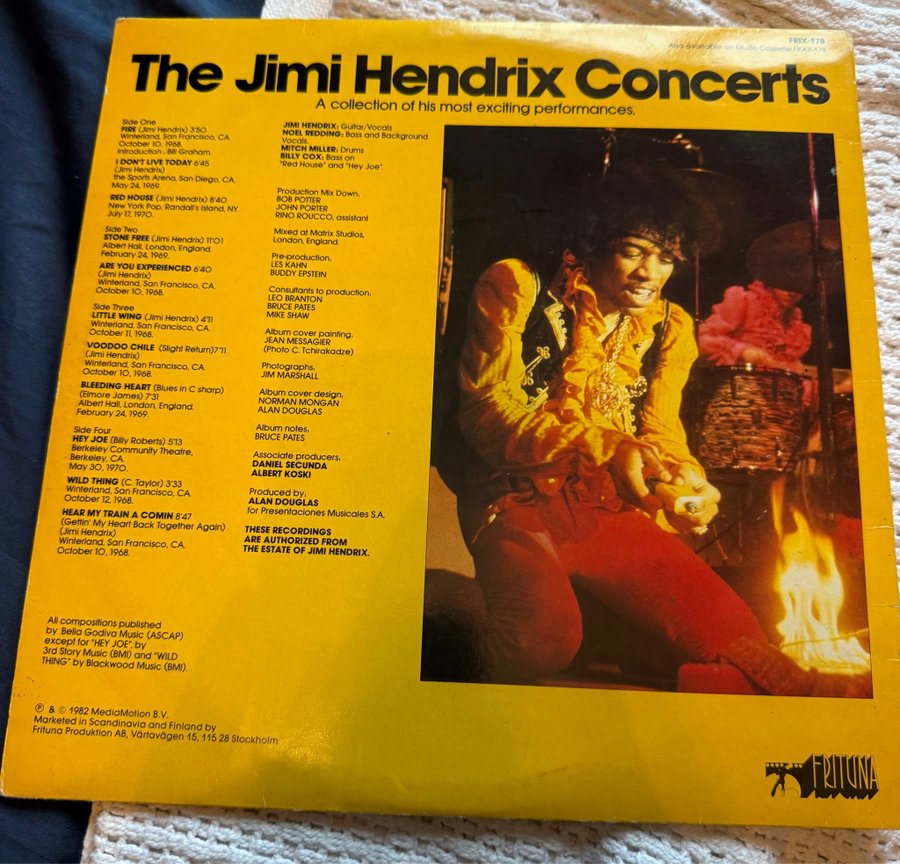 FRIX-178
Also available on Music Cassette FKAX-178
The Jimi Hendrix Concerts
A collection of his most exciting performances.
Side One
FIRE (Jimi Hendrix) 3'50
Winterland, San Francisco, CA.
October 10, 1968.
Introduction : Bill Graham.
I DON'T LIVE TODAY 6'45
(Jimi Hendrix)
the Sports Arena, San Diego, CA.
May 24, 1969.
RED HOUSE (Jimi Hendrix) 8'40
New York Pop, Randall's Island, NY.
July 17, 1970.
Side Two
STONE FREE (Jimi Hendrix) 11'01
Albert Hall, London, England.
February 24, 1969.
ARE YOU EXPERIENCED 6'40
(Jimi Hendrix)
Winterland, San Francisco, CA.
October 10, 1968.
Side Three
LITTLE WING (Jimi Hendrix) 4'11
Winterland, San Francisco, CA.
October 11, 1968.
VOODOO CHILE (Slight Return)7'11
(Jimi Hendrix)
Winterland, San Francisco, CA.
October 10, 1968.
BLEEDING HEART (Blues in C sharp)
(Elmore James) 7'31
Albert Hall, London, England.
February 24, 1969.
Side Four
HEY JOE (Billy Roberts) 5'13
Berkeley Community Theatre,
Berkeley, CA.
May 30, 1970.
WILD THING (C. Taylor) 3'33
Winterland, San Francisco, CA.
October 12, 1968.
HEAR MY TRAIN A COMIN 8'47
(Gettin' My Heart Back Together Again)
(Jimi Hendrix)
Winterland, San Francisco, CA.
October 10, 1968.
JIMI HENDRIX: Guitar/Vocals
NOEL REDDING: Bass and Background
Vocals.
MITCH MILLER: Drums
BILLY COX: Bass on
"Red House" and "Hey Joe".
Production Mix Down,
BOB POTTER
JOHN PORTER
RINO ROUCCO, assistant
Mixed at Matrix Studios,
London, England.
Pre-production,
LES KAHN
BUDDY EPSTEIN
Consultants to production,
LEO BRANTON
BRUCE PATES
MIKE SHAW
Album cover painting,
JEAN MESSAGIER
(Photo C. Tchirakadze)
Photographs,
JIM MARSHALL
Album cover design,
NORMAN MONGAN
ALAN DOUGLAS
Album notes,
BRUCE PATES
Associate producers,
DANIEL SECUNDA
ALBERT KOSKI
Produced by,
ALAN DOUGLAS
for Presentaciones Musicales S.A.
THESE RECORDINGS
ARE AUTHORIZED FROM
THE ESTATE OF JIMI HENDRIX.
All compositions published
by Bella Godiva Music (ASCAP)
except for "HEY JOE", by
3rd Story Music (BMI) and "WILD
THING" by Blackwood Music (BMI).
℗ & © 1982 MediaMotion B.V.
Marketed in Scandinavia and Finland by
Frituna Produktion AB, Värtavägen 15, 115 28 Stockholm
FRITUNA